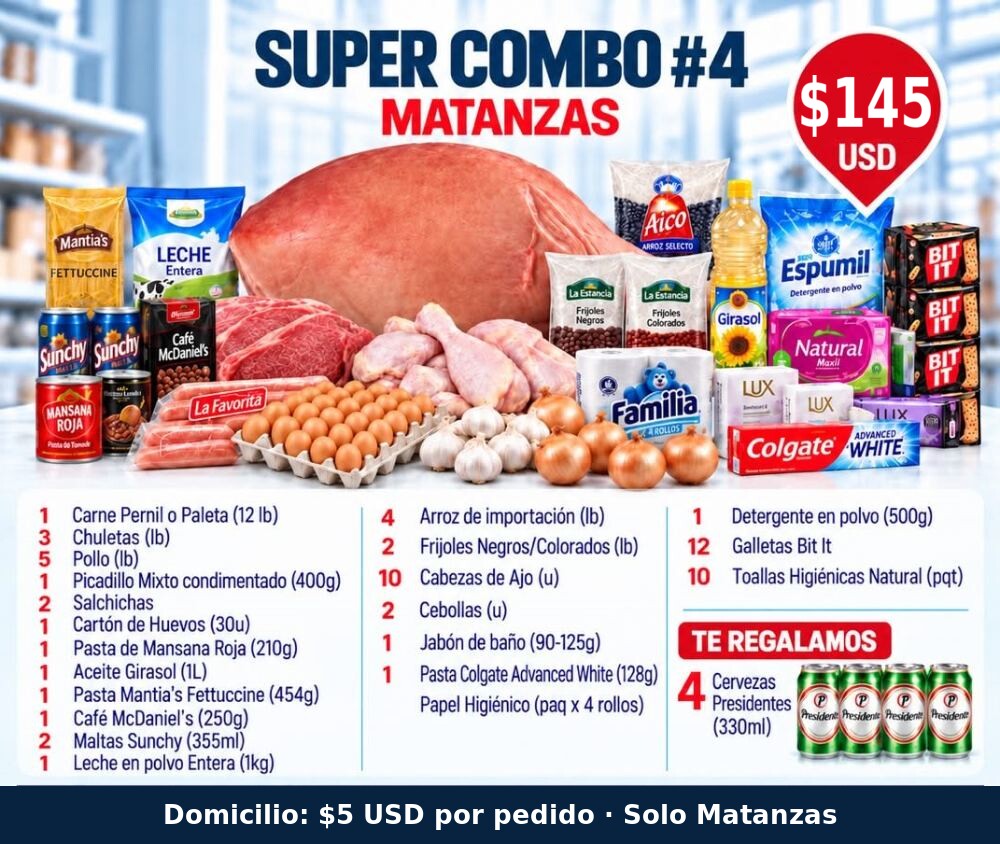 SUPER COMBO #4
MATANZAS
$145
USD
Mantia's
FETTUCCINE
LECHE
Entera
Sunchy
Sunchy
Café
McDaniel's
MANSANA
ROJA
Pasta de Tomate
La Favorita
Aico
ARROZ SELECTO
La Estancia
Frijoles
Negros
La Estancia
Frijoles
Colorados
Girasol
Espumil
Detergente en polvo
BIT
IT
BIT
IT
BIT
IT
Natural
Maxil
Familia
4 ROLLOS
LUX
LUX
LUX
Colgate
ADVANCED
WHITE
1 Carne Pernil o Paleta (12 lb)
3 Chuletas (lb)
5 Pollo (lb)
1 Picadillo Mixto condimentado (400g)
2 Salchichas
1 Cartón de Huevos (30u)
1 Pasta de Mansana Roja (210g)
1 Aceite Girasol (1L)
1 Pasta Mantia's Fettuccine (454g)
1 Café McDaniel's (250g)
2 Maltas Sunchy (355ml)
1 Leche en polvo Entera (1kg)
4 Arroz de importación (lb)
2 Frijoles Negros/Colorados (lb)
10 Cabezas de Ajo (u)
2 Cebollas (u)
1 Jabón de baño (90-125g)
1 Pasta Colgate Advanced White (128g)
Papel Higiénico (paq x 4 rollos)
1 Detergente en polvo (500g)
12 Galletas Bit It
10 Toallas Higiénicas Natural (pqt)
TE REGALAMOS
4 Cervezas
Presidentes
(330ml)
Presidente
Presidente
Presidente
Presidente
Domicilio: $5 USD por pedido · Solo Matanzas